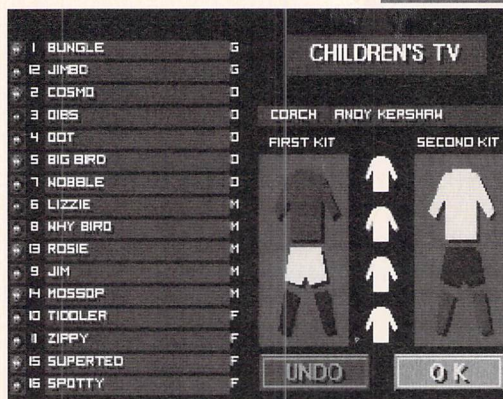 CHILDREN'S TV
1 BUNGLE G
12 JIMBO G
2 COSMO D
3 DIBS D
4 DOT D
5 BIG BIRD D
7 NOBBLE D
6 LIZZIE M
8 WHY BIRD M
13 ROSIE M
9 JIM M
14 MOSSOP M
10 TIDDLER F
11 ZIPPY F
15 SUPERTED F
16 SPOTTY F
COACH ANDY KERSHAW
FIRST KIT
SECOND KIT
UNDO
OK